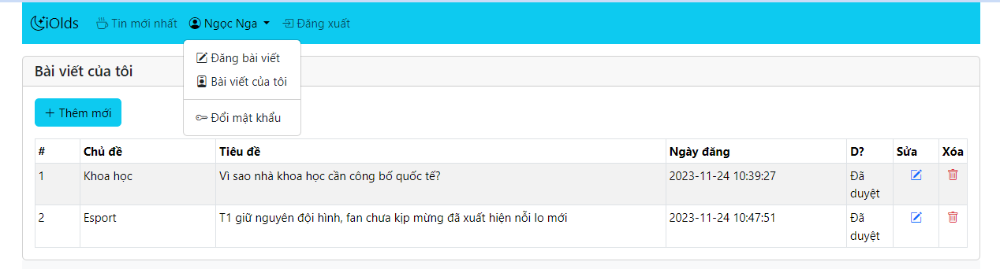 iOlds Tin mới nhất Ngọc Nga Đăng xuất
Đăng bài viết
Bài viết của tôi
Đổi mật khẩu
Bài viết của tôi
+ Thêm mới
# Chủ đề Tiêu đề Ngày đăng D? Sửa Xóa
1 Khoa học Vì sao nhà khoa học cần công bố quốc tế? 2023-11-24 10:39:27 Đã
duyệt
2 Esport T1 giữ nguyên đội hình, fan chưa kịp mừng đã xuất hiện nỗi lo mới 2023-11-24 10:47:51 Đã
duyệt